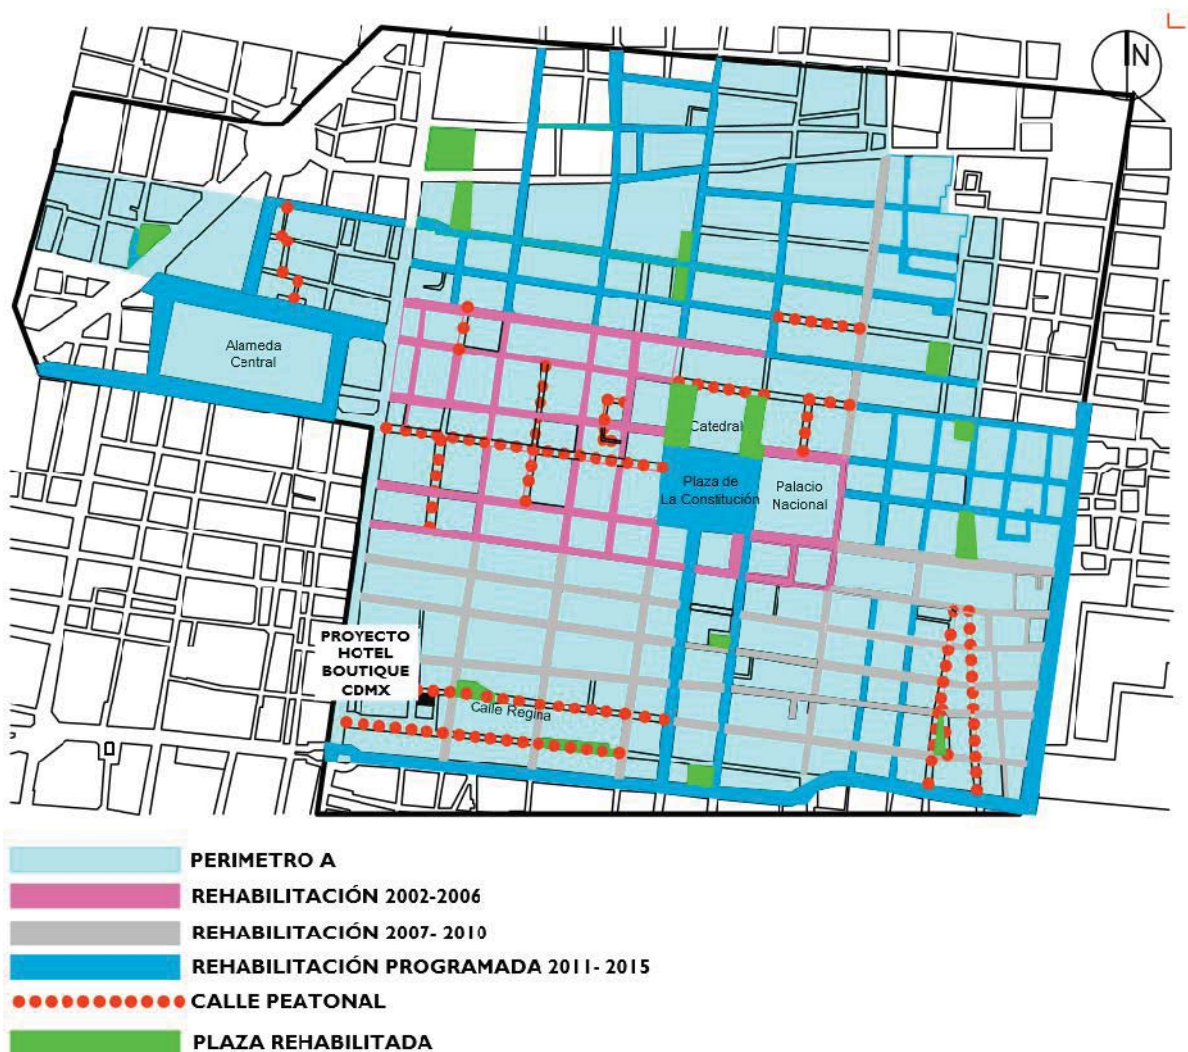 N
Alameda
Central
Catedral
Plaza de
La Constitución
Palacio
Nacional
PROYECTO
HOTEL
BOUTIQUE
CDMX
Calle Regina
PERIMETRO A
REHABILITACIÓN 2002-2006
REHABILITACIÓN 2007- 2010
REHABILITACIÓN PROGRAMADA 2011- 2015
CALLE PEATONAL
PLAZA REHABILITADA